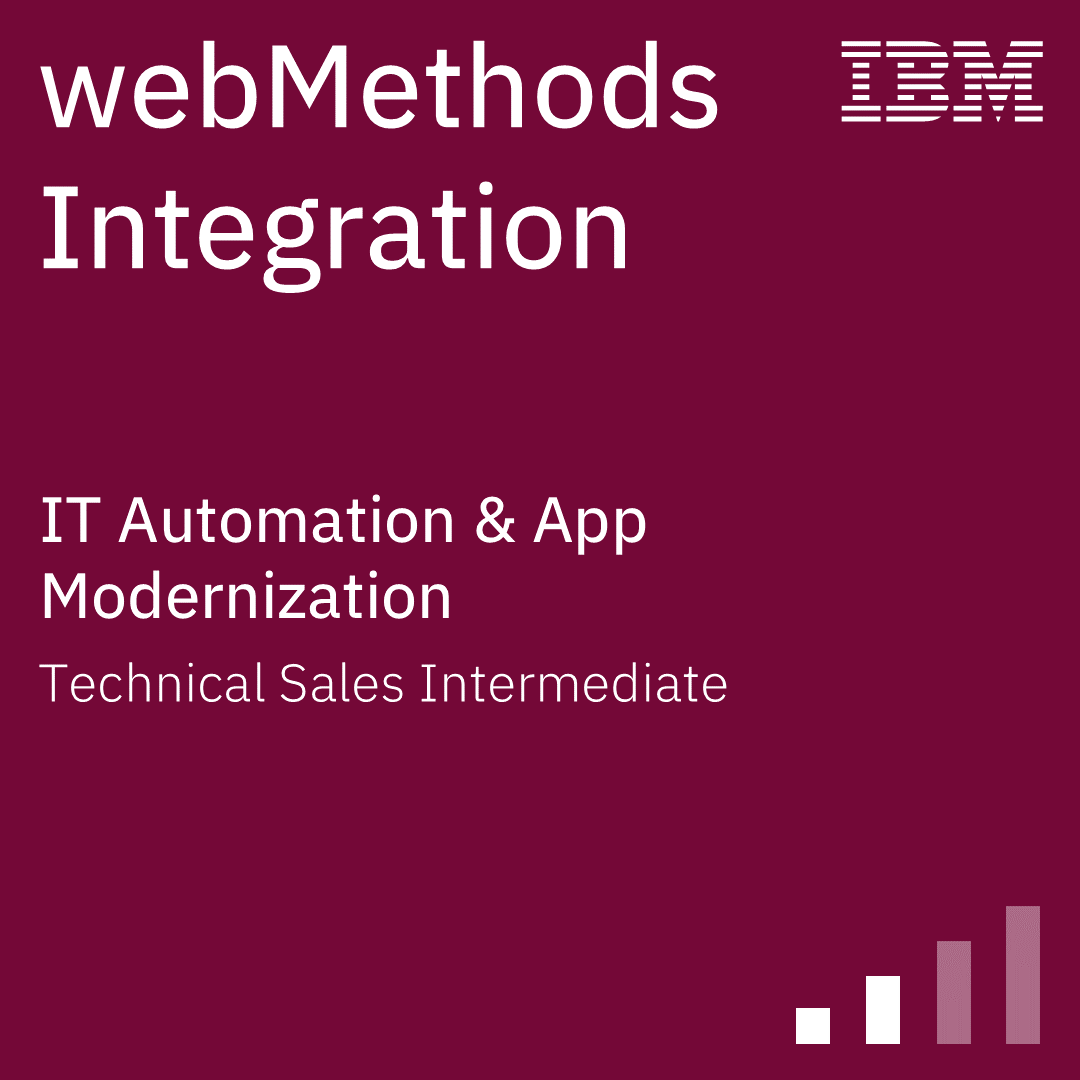 webMethods
IBM
Integration
IT Automation & App
Modernization
Technical Sales Intermediate